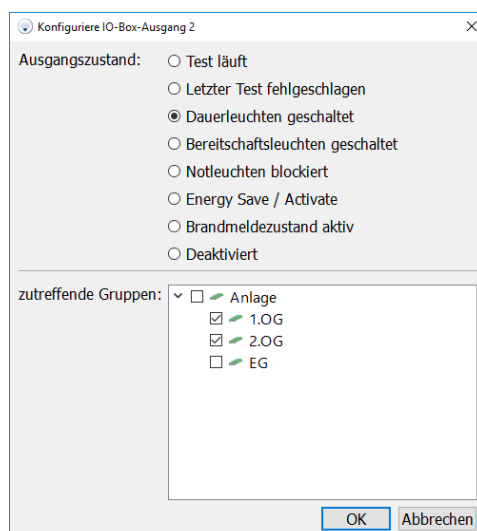 Konfiguriere IO-Box-Ausgang 2
Ausgangszustand:
Test läuft
Letzter Test fehlgeschlagen
Dauerleuchten geschaltet
Bereitschaftsleuchten geschaltet
Notleuchten blockiert
Energy Save / Activate
Brandmeldezustand aktiv
Deaktiviert
zutreffende Gruppen:
Anlage
1.OG
2.OG
EG
OK
Abbrechen